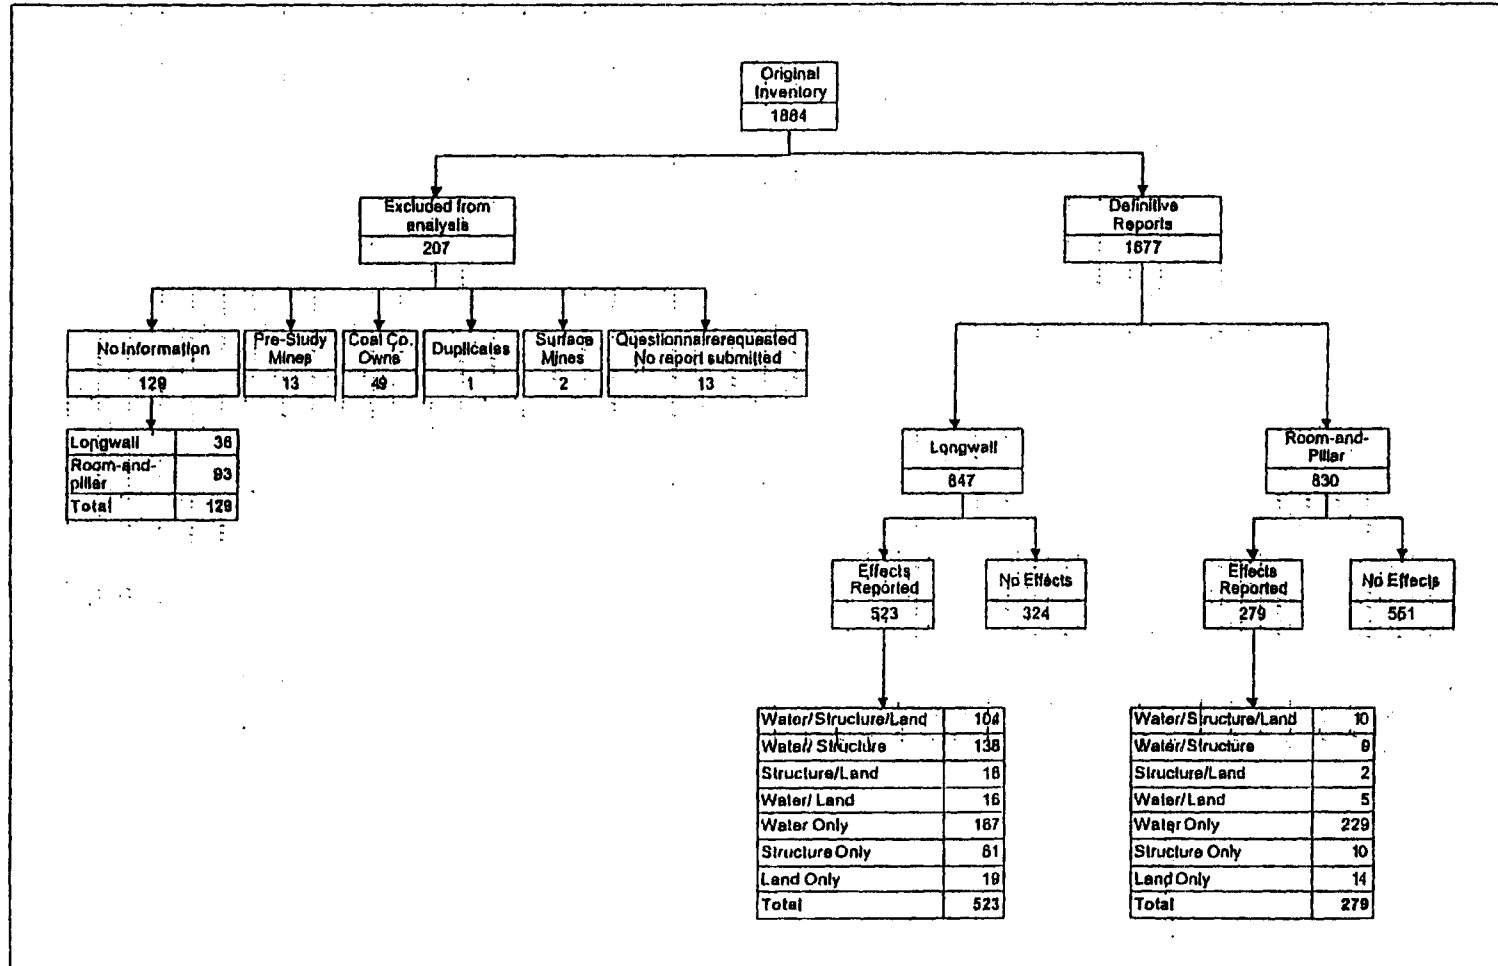 Original
Inventory
1884
Excluded from
analysis
207
Definitive
Reports
1677
No Information
129
Pre-Study
Mines
13
Coal Co.
Owns
49
Duplicates
1
Surface
Mines
2
Questionnaire requested
No report submitted
13
Longwall 36
Room-and-
pillar 93
Total 129
Longwall
847
Room-and-
Pillar
830
Effects
Reported
523
No Effects
324
Effects
Reported
279
No Effects
551
Water/Structure/Land 104
Water/ Structure 138
Structure/Land 18
Water/ Land 16
Water Only 167
Structure Only 61
Land Only 19
Total 523
Water/Structure/Land 10
Water/Structure 9
Structure/Land 2
Water/Land 5
Water Only 229
Structure Only 10
Land Only 14
Total 279